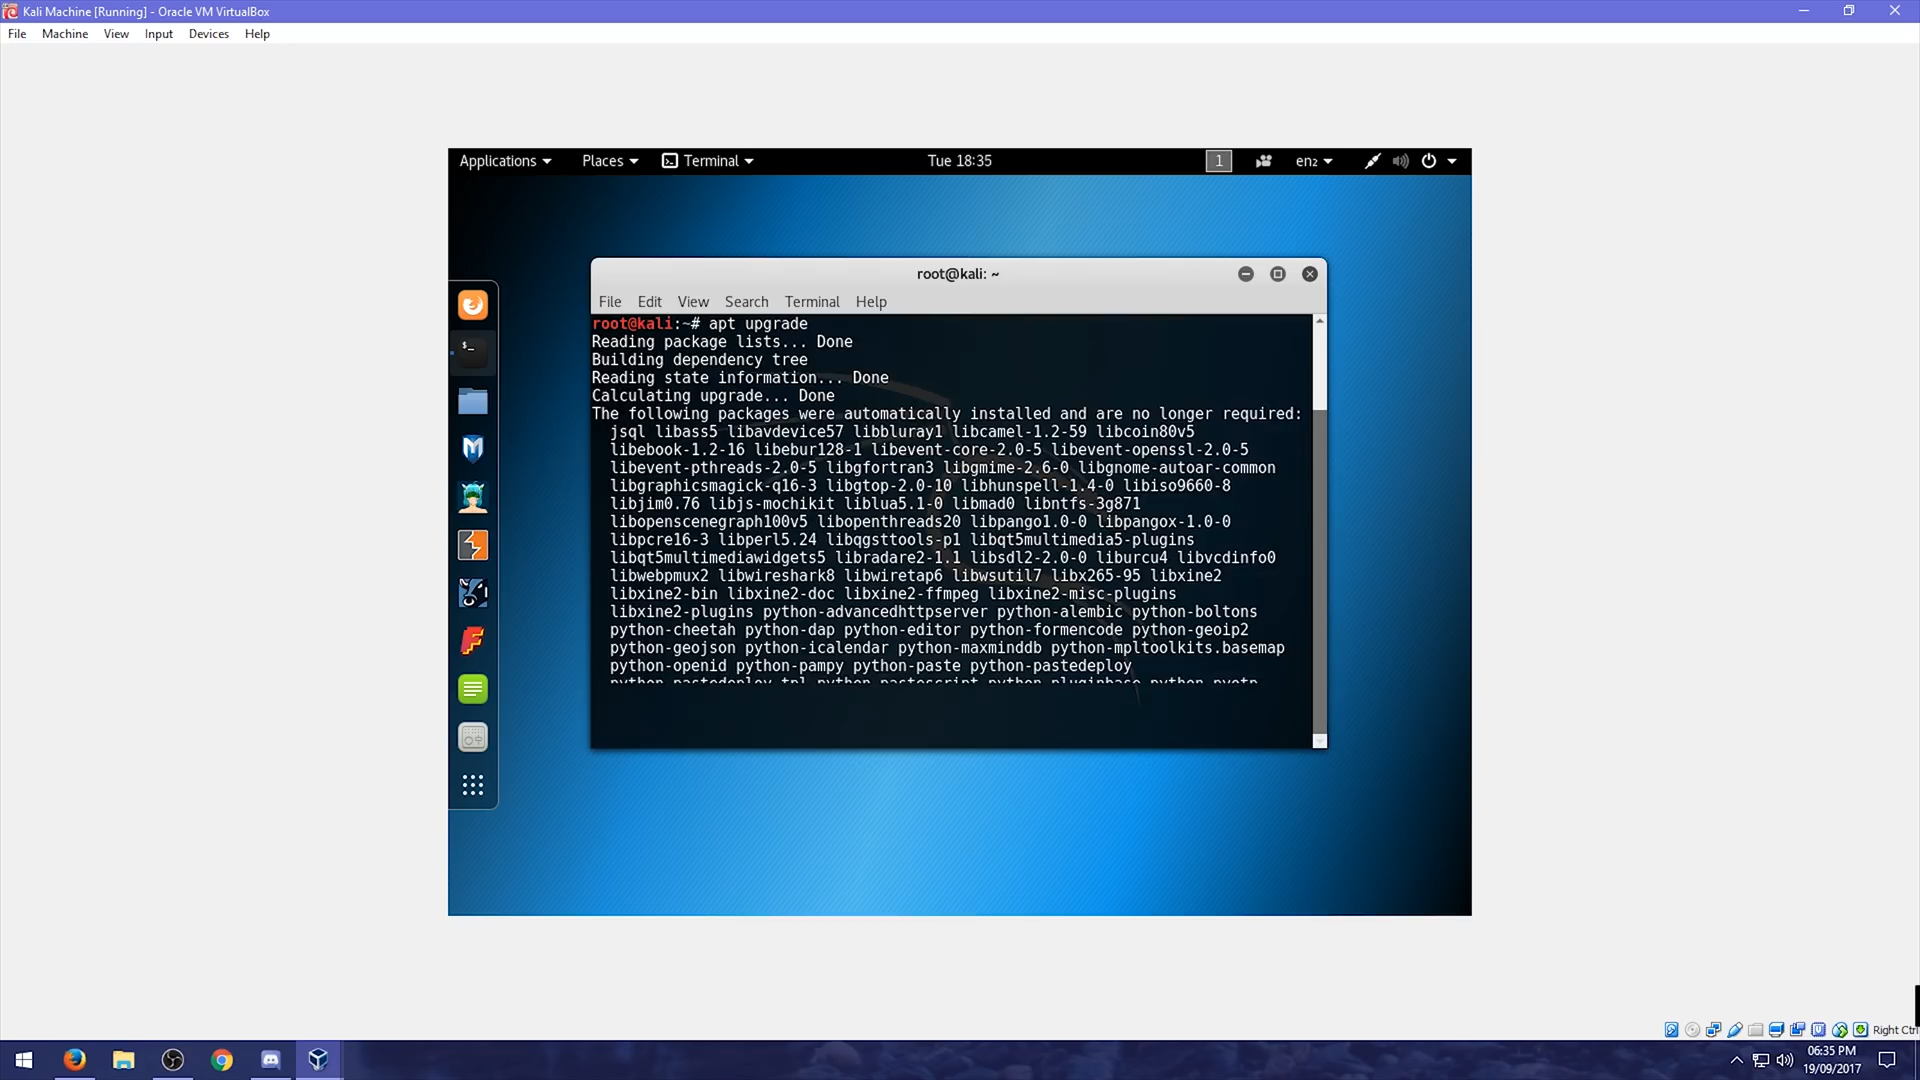 Kali Machine [Running] - Oracle VM VirtualBox
File Machine View Input Devices Help
Applications Places Terminal Tue 18:35 1 en₂
root@kali: ~
File Edit View Search Terminal Help
root@kali:~# apt upgrade
Reading package lists... Done
Building dependency tree
Reading state information... Done
Calculating upgrade... Done
The following packages were automatically installed and are no longer required:
jsql libass5 libavdevice57 libbluray1 libcamel-1.2-59 libcoin80v5
libebook-1.2-16 libebur128-1 libevent-core-2.0-5 libevent-openssl-2.0-5
libevent-pthreads-2.0-5 libgfortran3 libgmime-2.6-0 libgnome-autoar-common
libgraphicsmagick-q16-3 libgtop-2.0-10 libhunspell-1.4-0 libiso9660-8
libjim0.76 libjs-mochikit liblua5.1-0 libmad0 libntfs-3g871
libopenscenegraph100v5 libopenthreads20 libpango1.0-0 libpangox-1.0-0
libpcre16-3 libperl5.24 libqgsttools-p1 libqt5multimedia5-plugins
libqt5multimediawidgets5 libradare2-1.1 libsdl2-2.0-0 liburcu4 libvcdinfo0
libwebpmux2 libwireshark8 libwiretap6 libwsutil7 libx265-95 libxine2
libxine2-bin libxine2-doc libxine2-ffmpeg libxine2-misc-plugins
libxine2-plugins python-advancedhttpserver python-alembic python-boltons
python-cheetah python-dap python-editor python-formencode python-geoip2
python-geojson python-icalendar python-maxminddb python-mpltoolkits.basemap
python-openid python-pampy python-paste python-pastedeploy
python-pastedeploy-tpl python-pastescript python-pluginbase python-pyotp
Right Ctrl
06:35 PM
19/09/2017